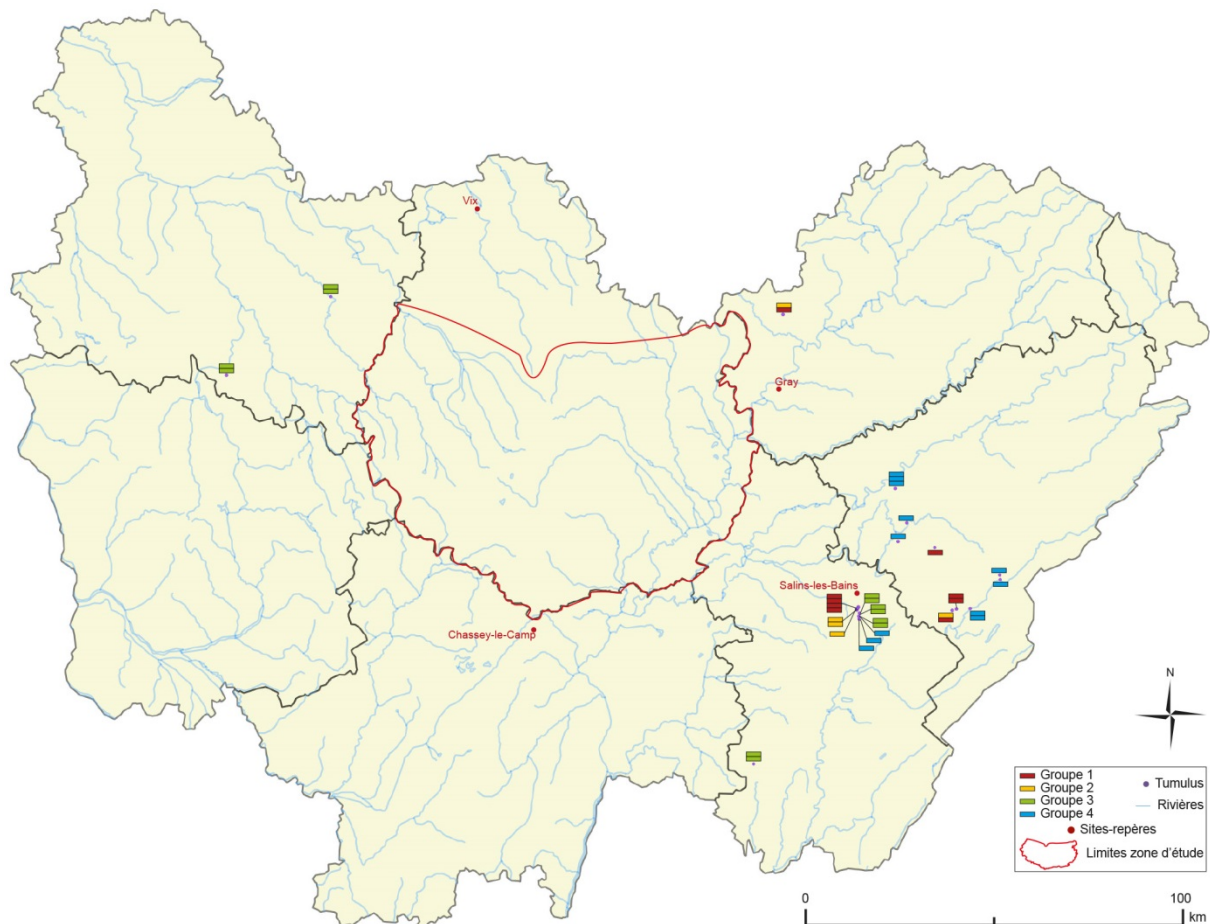 Vix
Gray
Salins-les-Bains
Chassey-le-Camp
N
Groupe 1
Groupe 2
Groupe 3
Groupe 4
Tumulus
Rivières
Sites-repères
Limites zone d'étude
0
100
km